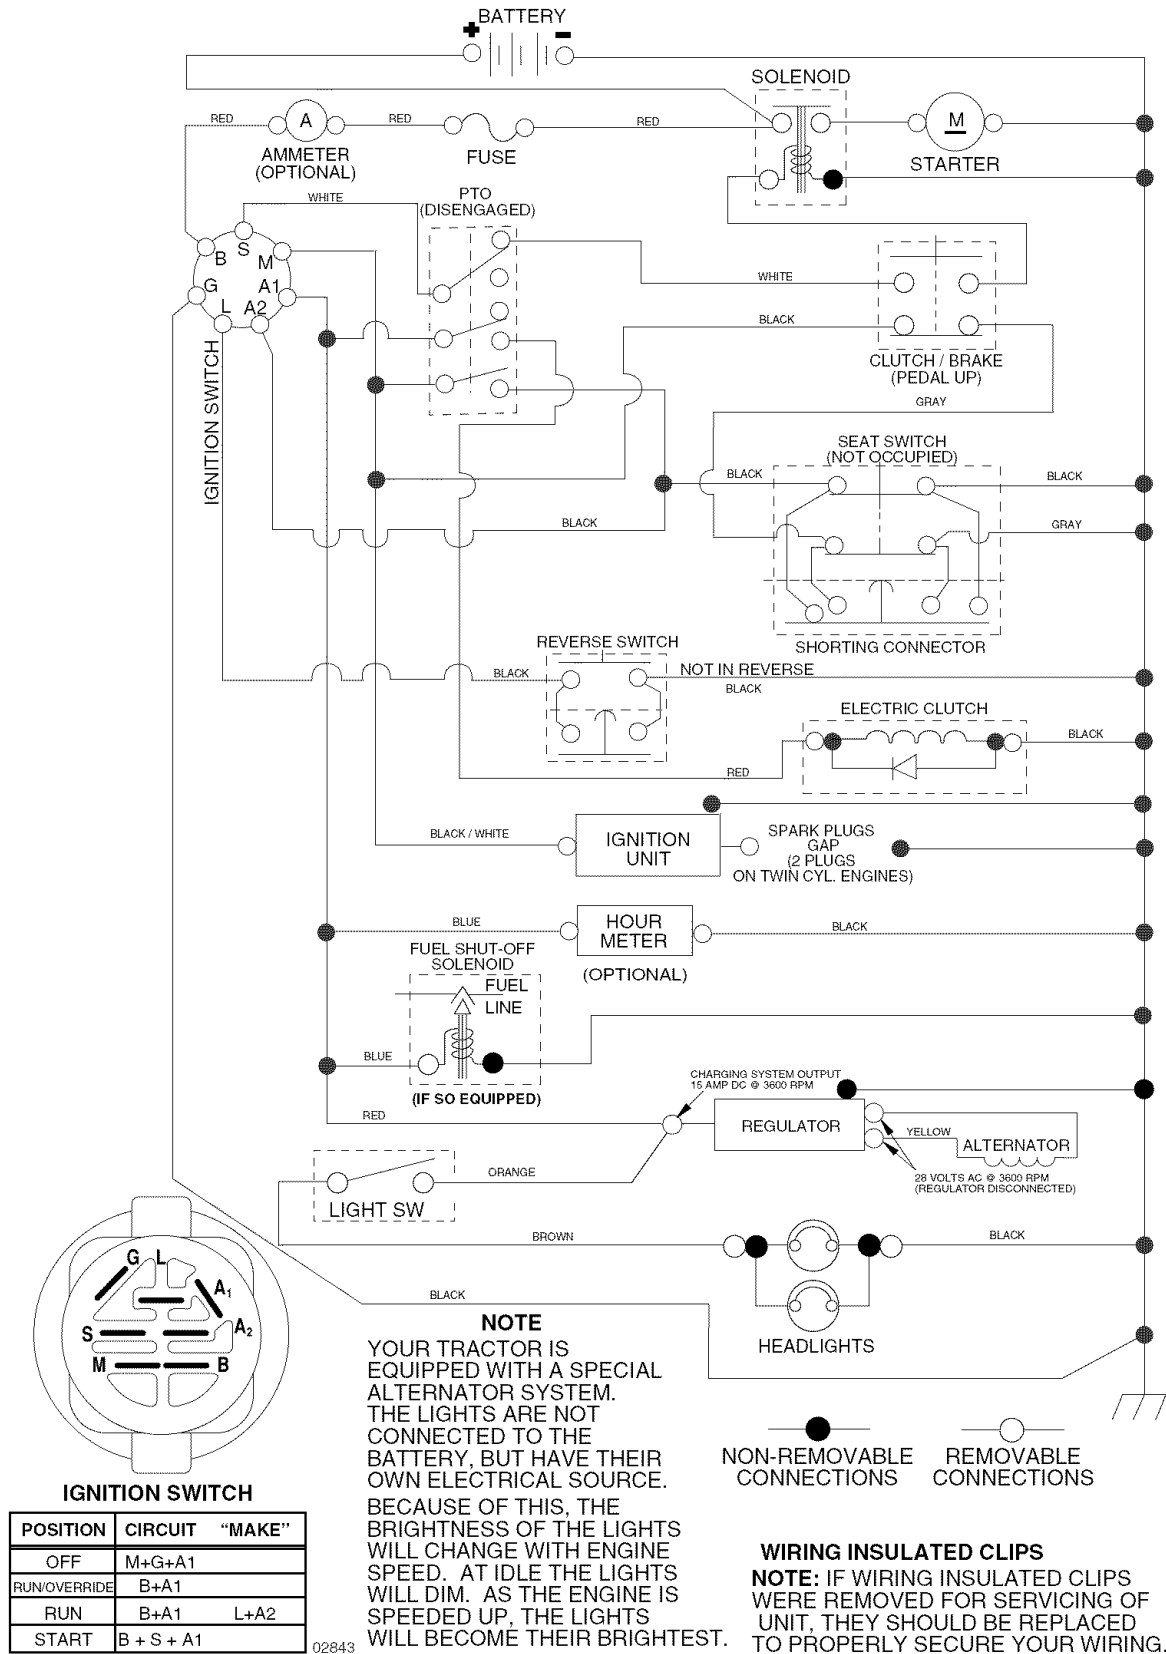 BATTERY
+ -
SOLENOID
RED
A
RED
RED
M
FUSE
AMMETER
(OPTIONAL)
STARTER
WHITE
PTO
(DISENGAGED)
B
S
M
G
A1
L
A2
IGNITION SWITCH
WHITE
BLACK
CLUTCH / BRAKE
(PEDAL UP)
GRAY
SEAT SWITCH
(NOT OCCUPIED)
BLACK
BLACK
BLACK
GRAY
SHORTING CONNECTOR
REVERSE SWITCH
BLACK
NOT IN REVERSE
BLACK
ELECTRIC CLUTCH
BLACK
RED
BLACK / WHITE
IGNITION
UNIT
SPARK PLUGS
GAP
(2 PLUGS
ON TWIN CYL. ENGINES)
BLUE
HOUR
METER
BLACK
(OPTIONAL)
FUEL SHUT-OFF
SOLENOID
FUEL
LINE
BLUE
(IF SO EQUIPPED)
CHARGING SYSTEM OUTPUT
15 AMP DC @ 3600 RPM
RED
REGULATOR
YELLOW
ALTERNATOR
28 VOLTS AC @ 3600 RPM
(REGULATOR DISCONNECTED)
ORANGE
LIGHT SW
BROWN
BLACK
BLACK
HEADLIGHTS
G
L
A1
S
A2
M
B
IGNITION SWITCH
POSITION CIRCUIT "MAKE"
OFF M+G+A1
RUN/OVERRIDE B+A1
RUN B+A1 L+A2
START B + S + A1
02843
NOTE
YOUR TRACTOR IS
EQUIPPED WITH A SPECIAL
ALTERNATOR SYSTEM.
THE LIGHTS ARE NOT
CONNECTED TO THE
BATTERY, BUT HAVE THEIR
OWN ELECTRICAL SOURCE.
BECAUSE OF THIS, THE
BRIGHTNESS OF THE LIGHTS
WILL CHANGE WITH ENGINE
SPEED. AT IDLE THE LIGHTS
WILL DIM. AS THE ENGINE IS
SPEEDED UP, THE LIGHTS
WILL BECOME THEIR BRIGHTEST.
NON-REMOVABLE
CONNECTIONS
REMOVABLE
CONNECTIONS
WIRING INSULATED CLIPS
NOTE: IF WIRING INSULATED CLIPS
WERE REMOVED FOR SERVICING OF
UNIT, THEY SHOULD BE REPLACED
TO PROPERLY SECURE YOUR WIRING.